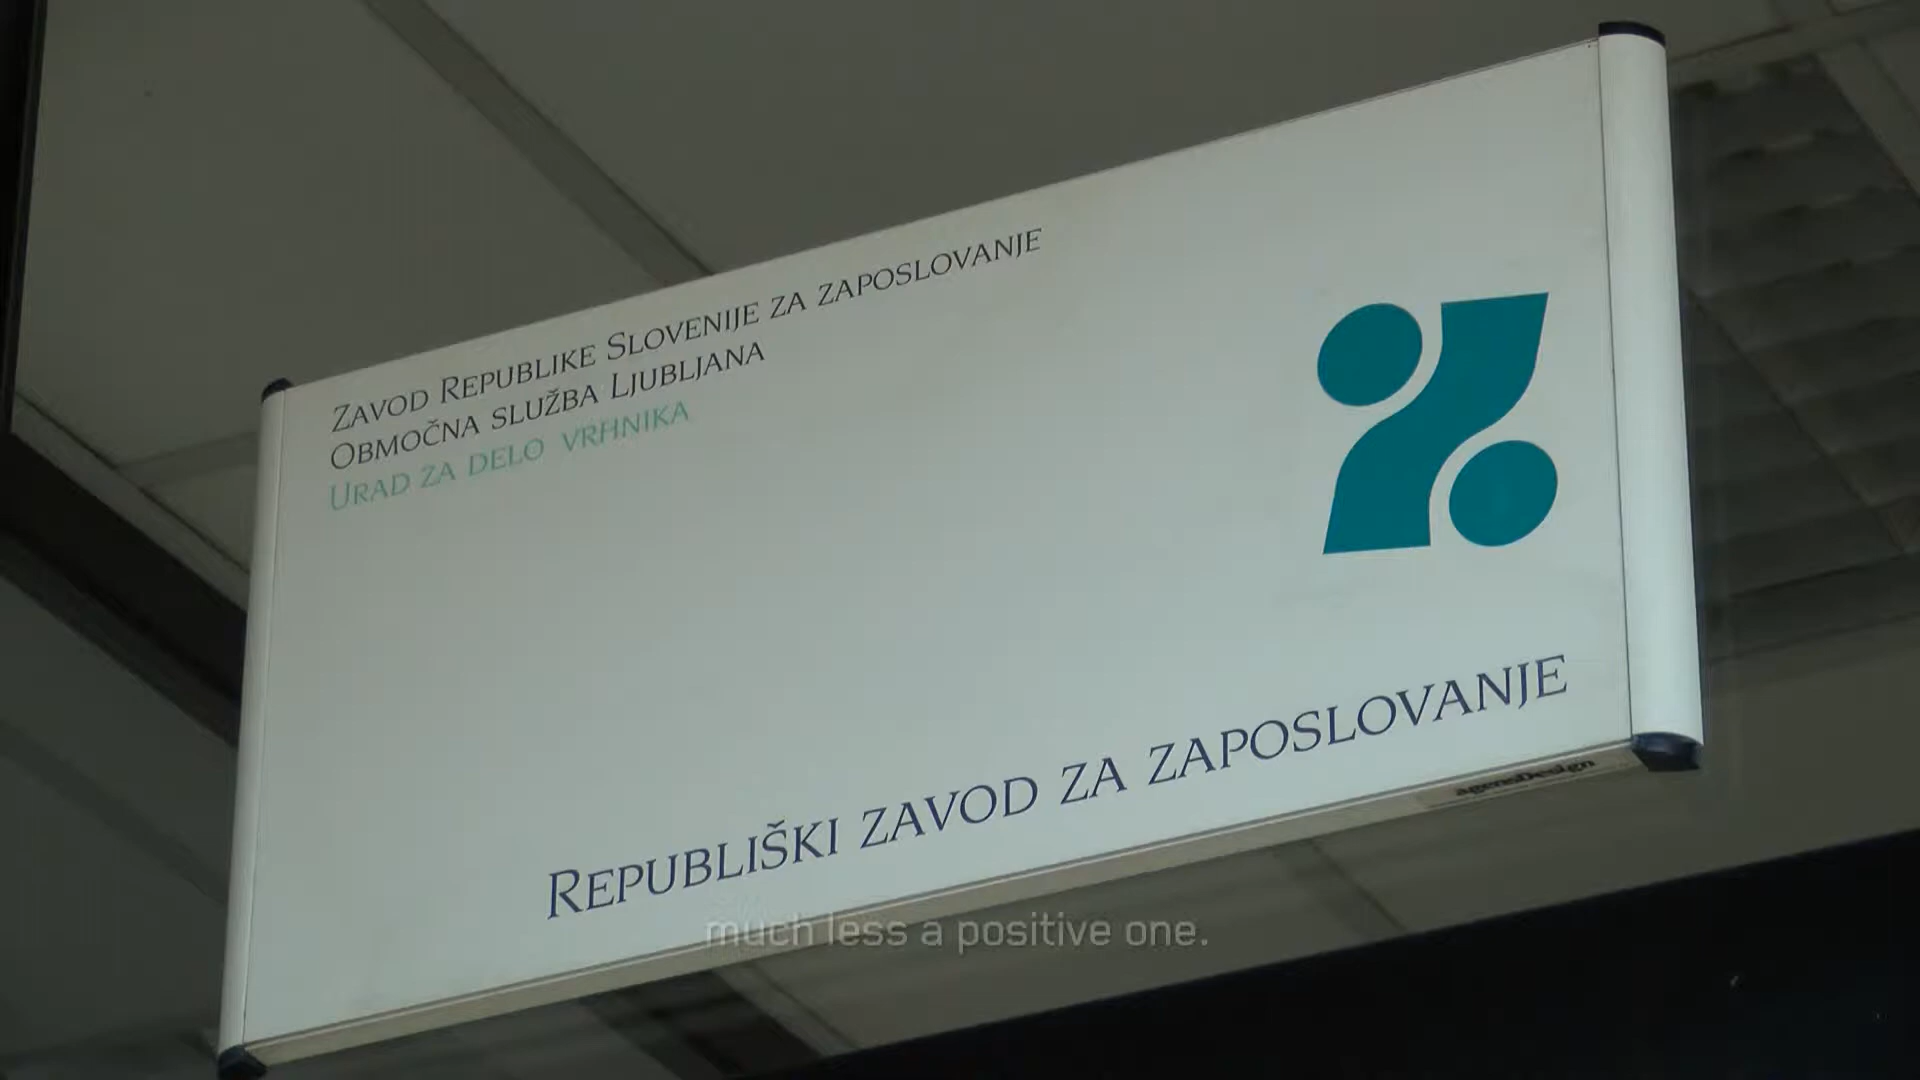 Zavod Republike Slovenije za zaposlovanje
Območna služba Ljubljana
Urad za delo Vrhnika
Republiški zavod za zaposlovanje
agensDesign
much less a positive one.